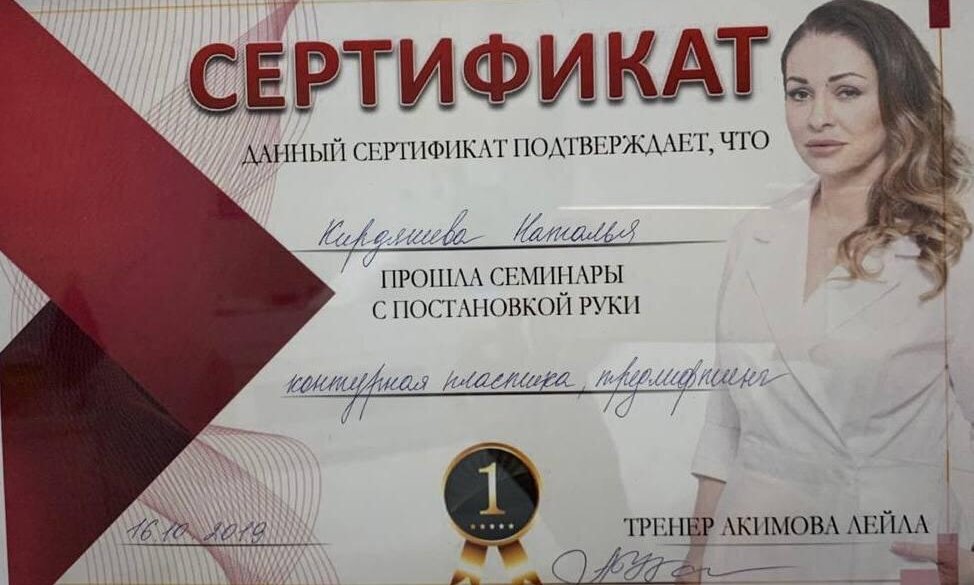 СЕРТИФИКАТ
ДАННЫЙ СЕРТИФИКАТ ПОДТВЕРЖДАЕТ, ЧТО
Кирдяшева Наталья
ПРОШЛА СЕМИНАРЫ
С ПОСТАНОВКОЙ РУКИ
контурная пластика, тредлифтинг
1
16.10 2019
ТРЕНЕР АКИМОВА ЛЕЙЛА